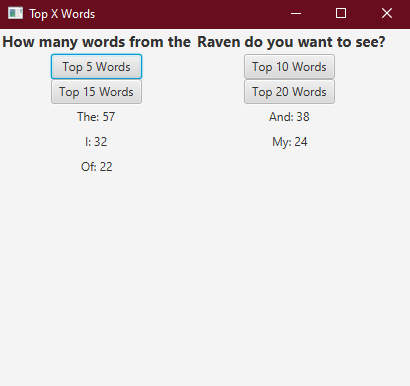 Top X Words
How many words from the Raven do you want to see?
Top 5 Words Top 10 Words
Top 15 Words Top 20 Words
The: 57 And: 38
I: 32 My: 24
Of: 22